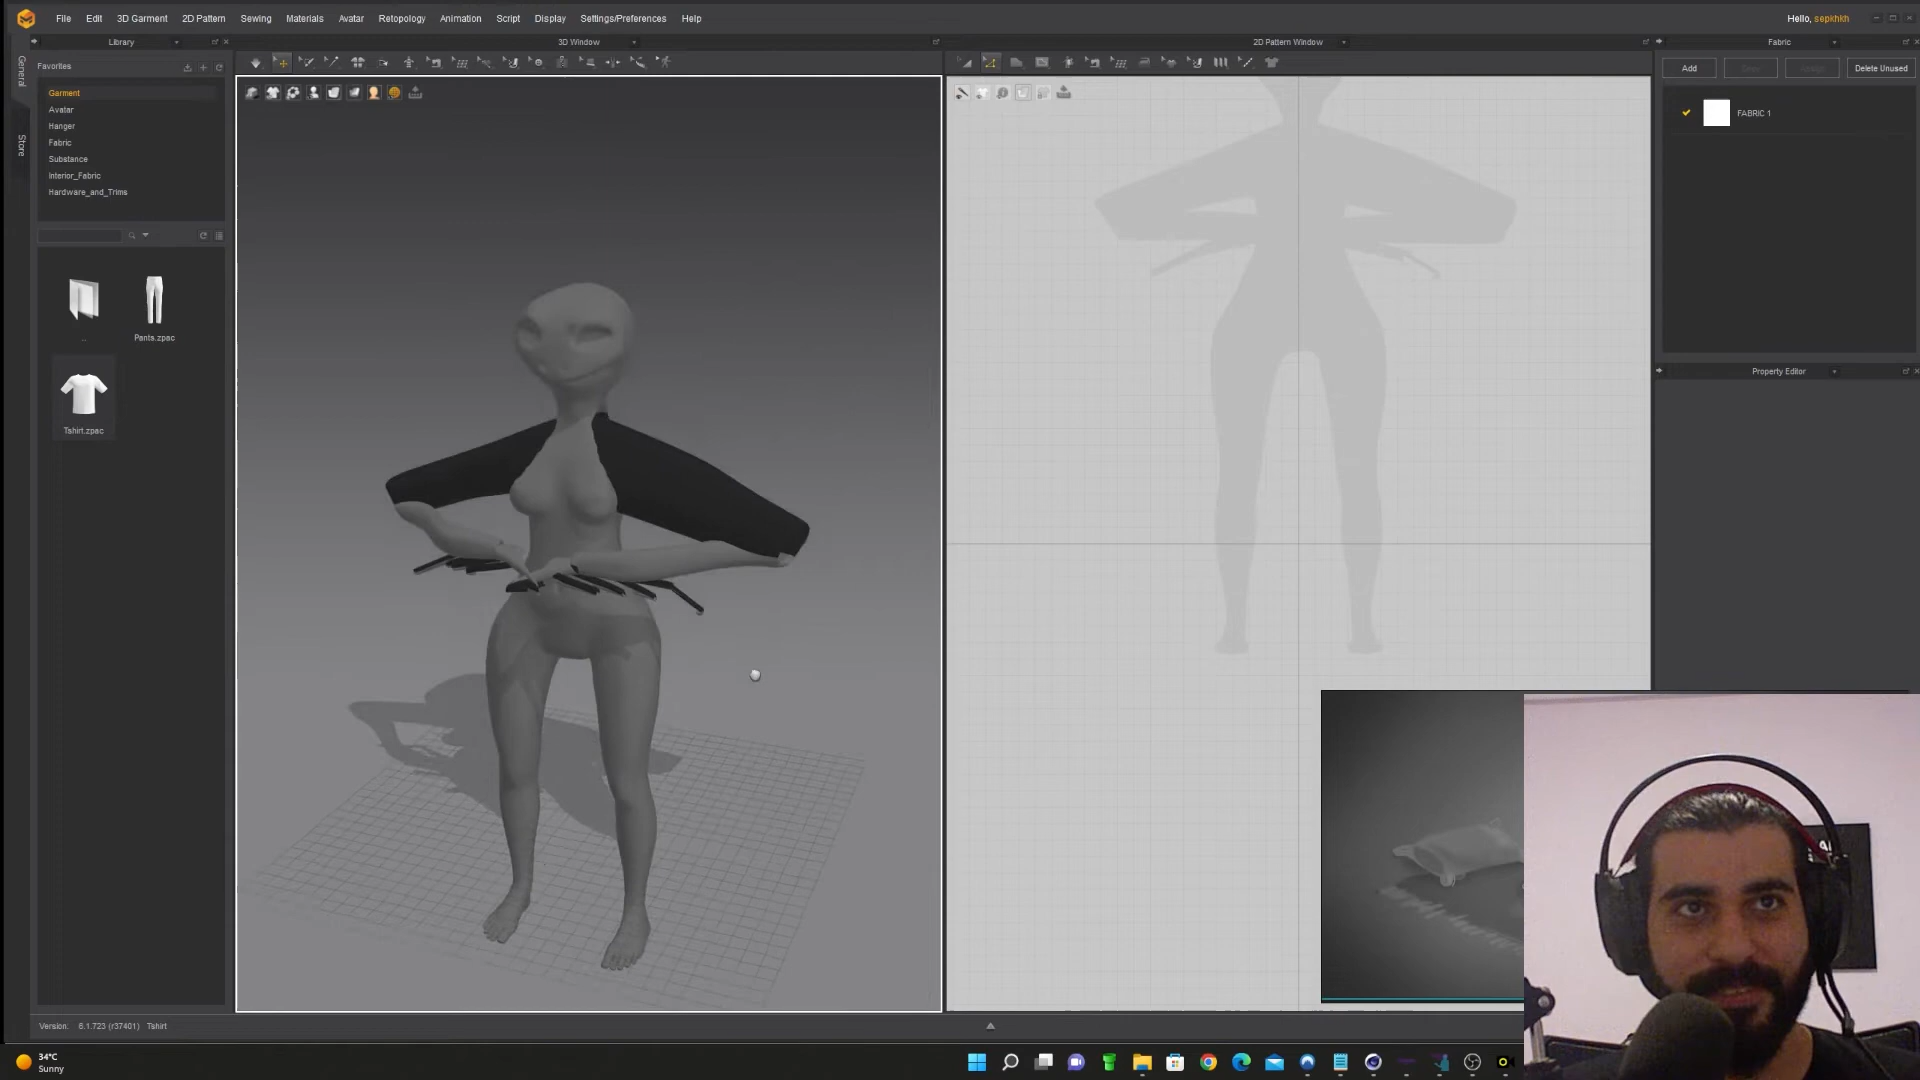 File Edit 3D Garment 2D Pattern Sewing Materials Avatar Retopology Animation Script Display Settings/Preferences Help
Hello, sepkhkh
Library
3D Window
2D Pattern Window
Fabric
General
Store
Favorites
Garment
Avatar
Hanger
Fabric
Substance
Interior_Fabric
Hardware_and_Trims
..
Pants.zpac
Tshirt.zpac
Add
Delete Unused
FABRIC 1
Property Editor
Version: 6.1.723 (r37401) Tshirt
34°C
Sunny